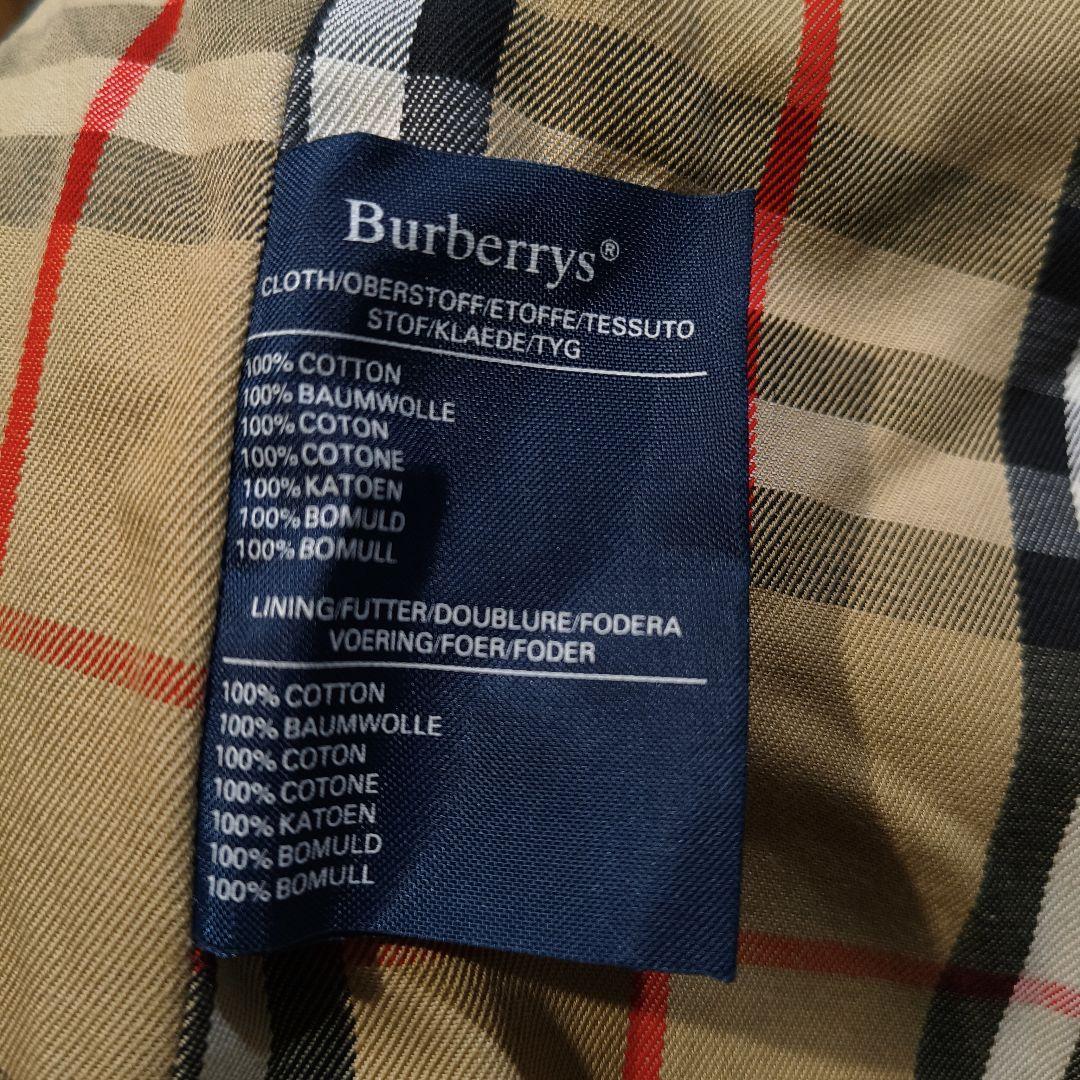 Burberrys®
CLOTH/OBERSTOFF/ETOFFE/TESSUTO
STOF/KLAEDE/TYG
100% COTTON
100% BAUMWOLLE
100% COTON
100% COTONE
100% KATOEN
100% BOMULD
100% BOMULL
LINING/FUTTER/DOUBLURE/FODERA
VOERING/FOER/FODER
100% COTTON
100% BAUMWOLLE
100% COTON
100% COTONE
100% KATOEN
100% BOMULD
100% BOMULL